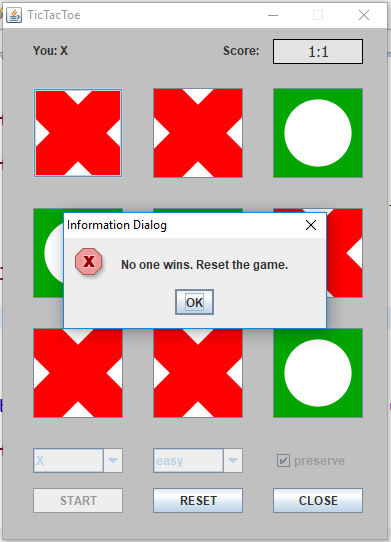 TicTacToe
You: X
Score:
1:1
Information Dialog
No one wins. Reset the game.
OK
X
easy
preserve
START
RESET
CLOSE